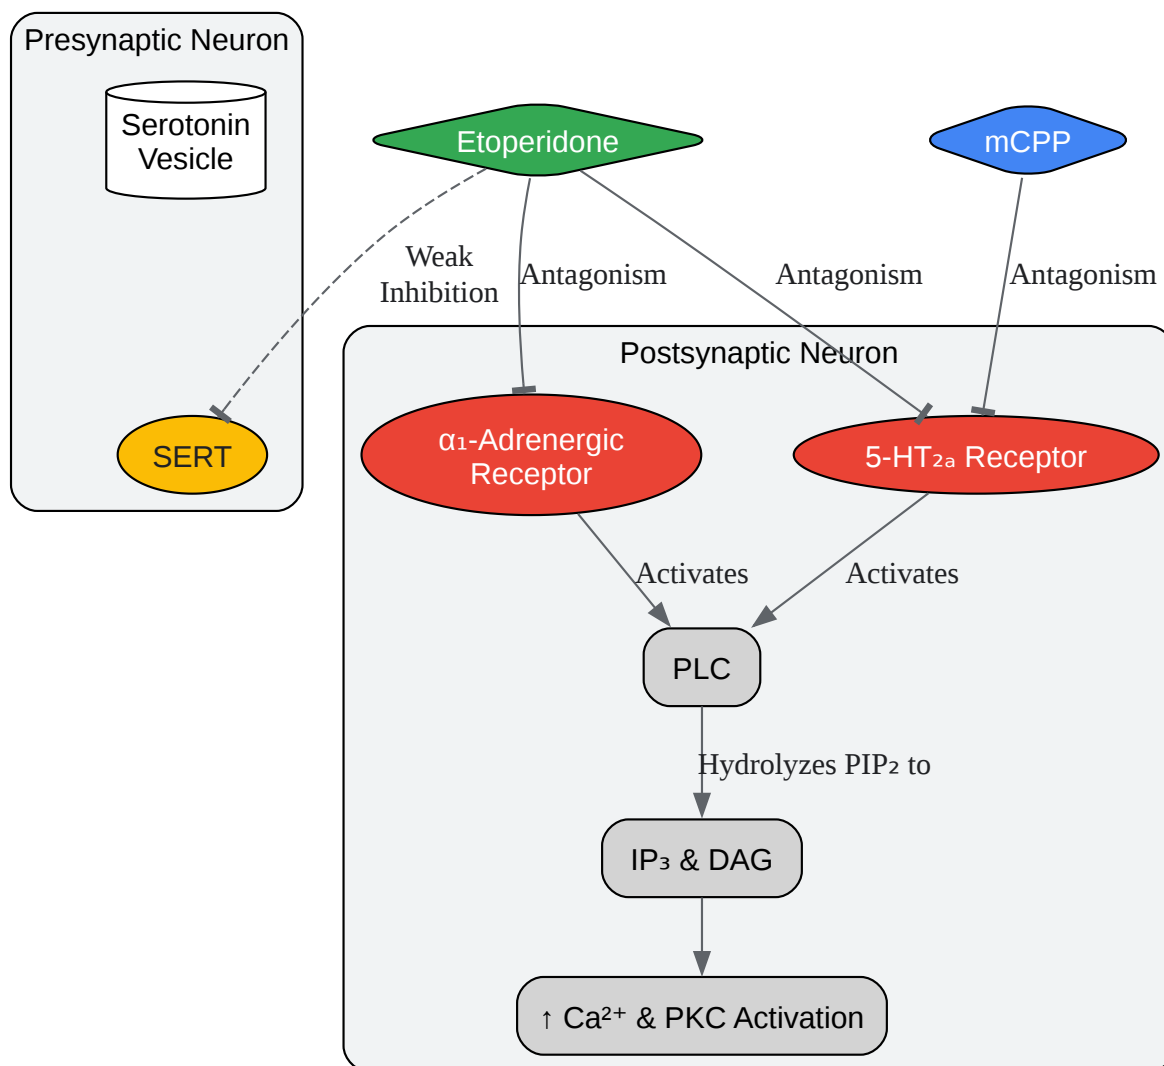 Presynaptic Neuron
Serotonin
Vesicle
Etoperidone
mCPP
Weak
Inhibition
Antagonism
Antagonism
Antagonism
Postsynaptic Neuron
SERT
α₁-Adrenergic
Receptor
5-HT₂ₐ Receptor
Activates
Activates
PLC
Hydrolyzes PIP₂ to
IP₃ & DAG
↑ Ca²⁺ & PKC Activation